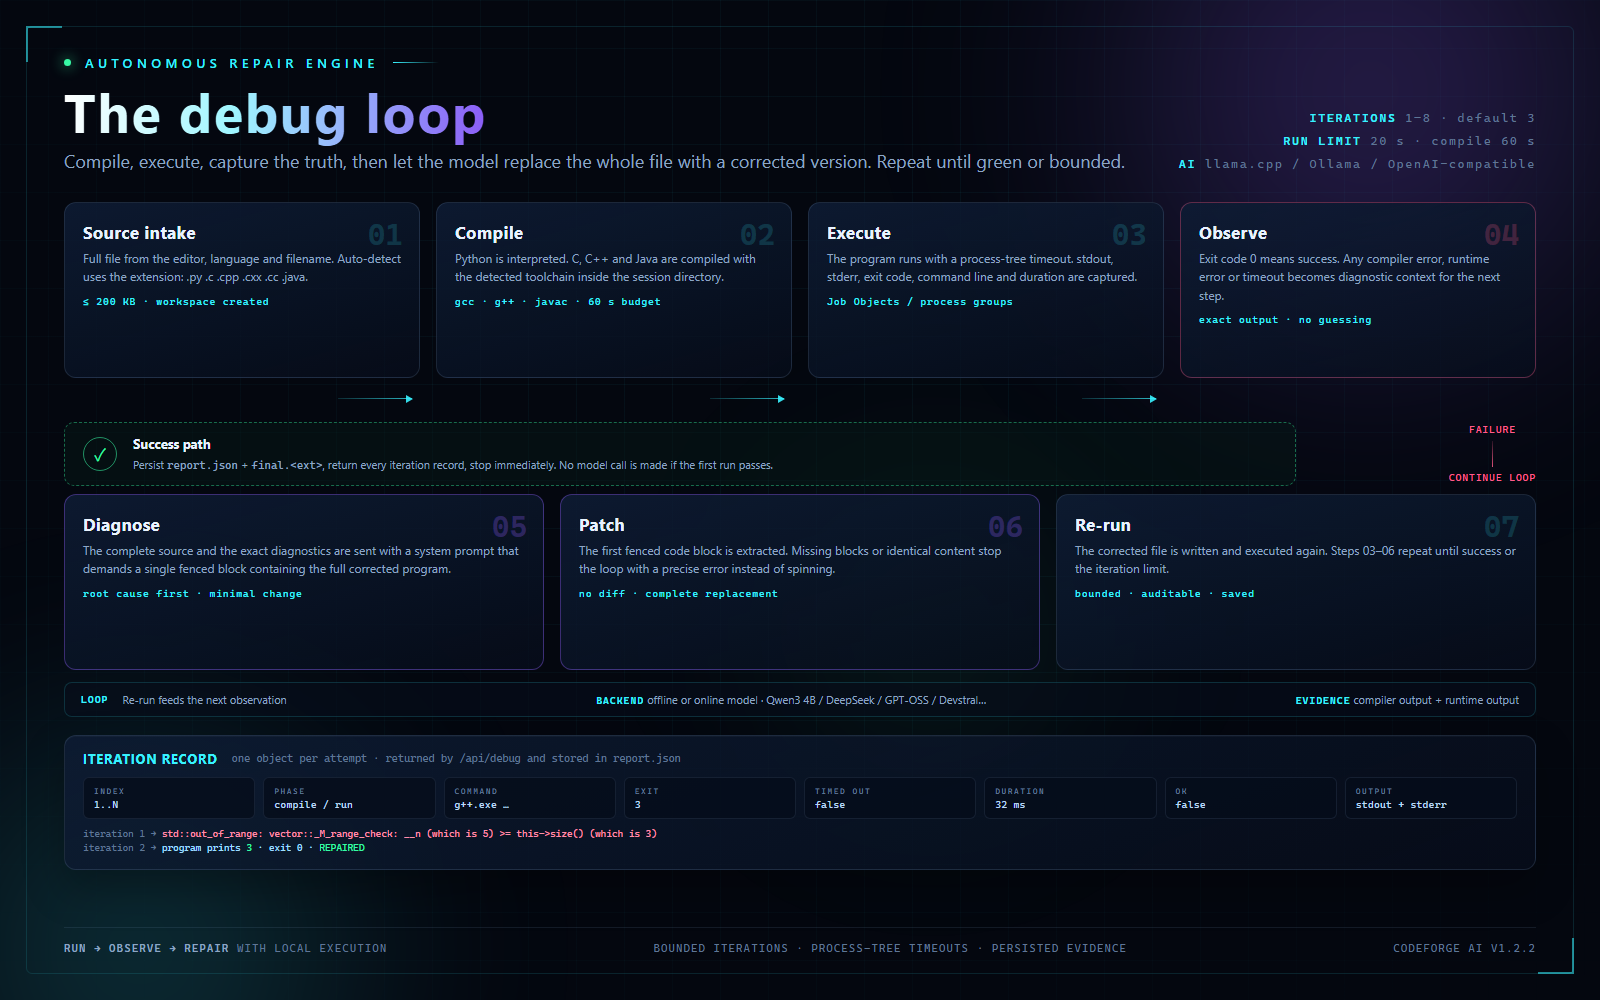 AUTONOMOUS REPAIR ENGINE
The debug loop
Compile, execute, capture the truth, then let the model replace the whole file with a corrected version. Repeat until green or bounded.
ITERATIONS 1–8 · default 3
RUN LIMIT 20 s · compile 60 s
AI llama.cpp / Ollama / OpenAI-compatible
Source intake
01
Full file from the editor, language and filename. Auto-detect
uses the extension: .py .c .cpp .cxx .cc .java.
≤ 200 KB · workspace created
Compile
02
Python is interpreted. C, C++ and Java are compiled with
the detected toolchain inside the session directory.
gcc · g++ · javac · 60 s budget
Execute
03
The program runs with a process-tree timeout. stdout,
stderr, exit code, command line and duration are captured.
Job Objects / process groups
Observe
04
Exit code 0 means success. Any compiler error, runtime
error or timeout becomes diagnostic context for the next
step.
exact output · no guessing
✓
Success path
Persist report.json + final.<ext>, return every iteration record, stop immediately. No model call is made if the first run passes.
FAILURE
CONTINUE LOOP
Diagnose
05
The complete source and the exact diagnostics are sent with a system prompt that
demands a single fenced block containing the full corrected program.
root cause first · minimal change
Patch
06
The first fenced code block is extracted. Missing blocks or identical content stop
the loop with a precise error instead of spinning.
no diff · complete replacement
Re-run
07
The corrected file is written and executed again. Steps 03–06 repeat until success or
the iteration limit.
bounded · auditable · saved
LOOP Re-run feeds the next observation
BACKEND offline or online model · Qwen3 4B / DeepSeek / GPT-OSS / Devstral…
EVIDENCE compiler output + runtime output
ITERATION RECORD one object per attempt · returned by /api/debug and stored in report.json
INDEX
1..N
PHASE
compile / run
COMMAND
g++.exe …
EXIT
3
TIMED OUT
false
DURATION
32 ms
OK
false
OUTPUT
stdout + stderr
iteration 1 → std::out_of_range: vector::_M_range_check: __n (which is 5) >= this->size() (which is 3)
iteration 2 → program prints 3 · exit 0 · REPAIRED
RUN → OBSERVE → REPAIR WITH LOCAL EXECUTION
BOUNDED ITERATIONS · PROCESS-TREE TIMEOUTS · PERSISTED EVIDENCE
CODEFORGE AI V1.2.2